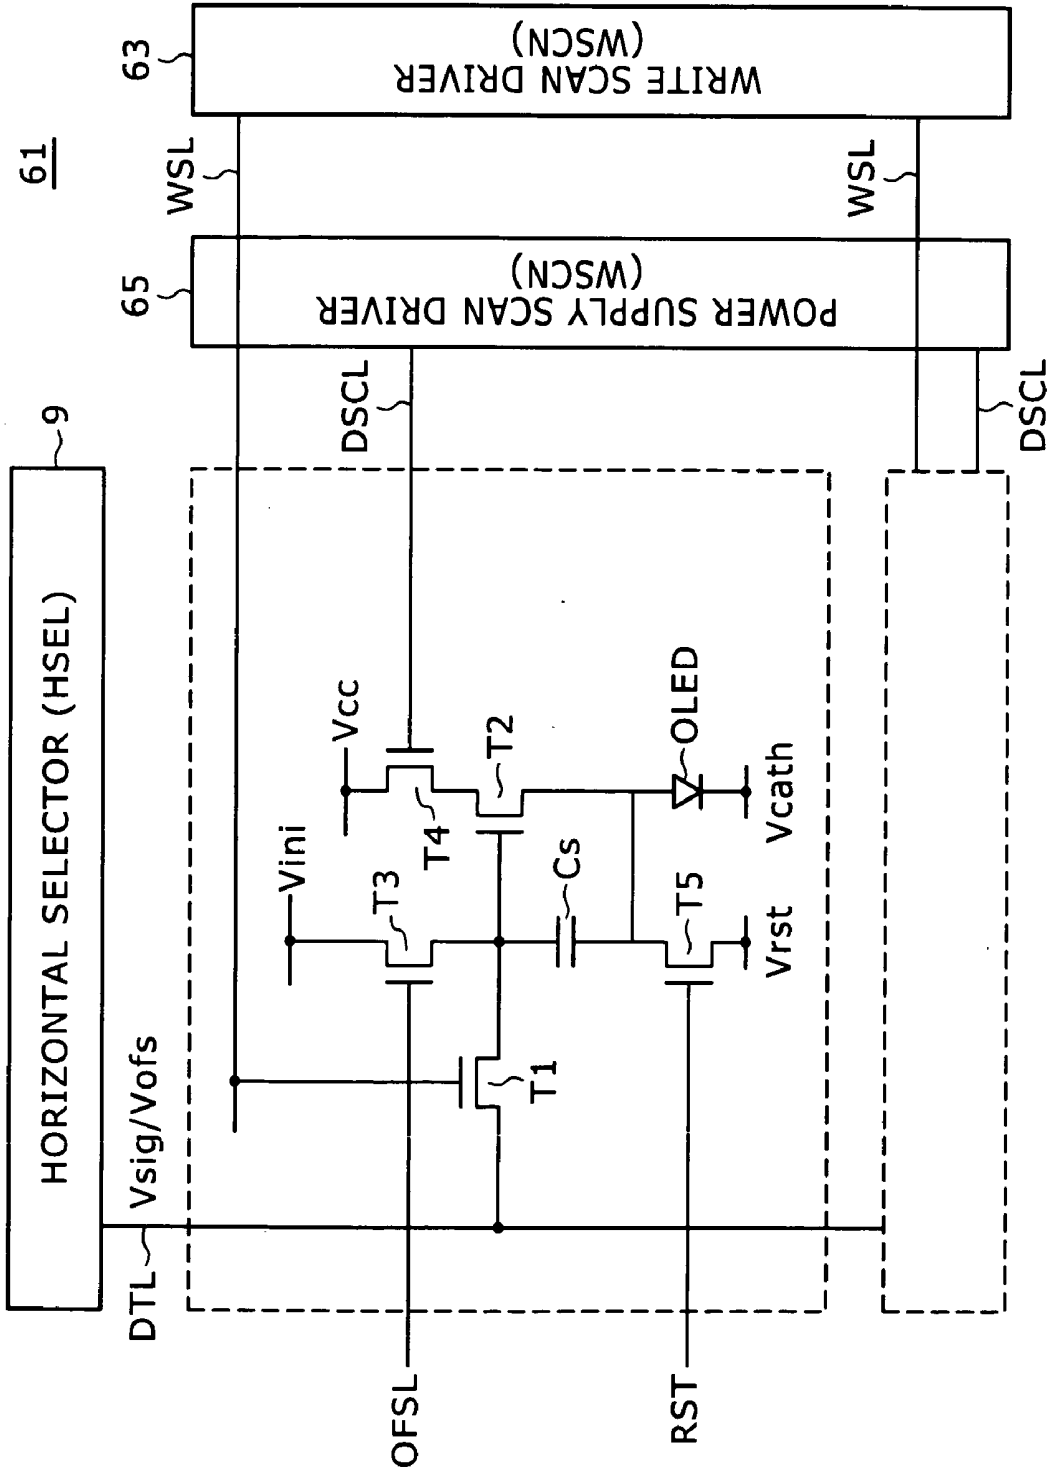 61
HORIZONTAL SELECTOR (HSEL)
9
DTL
Vsig/Vofs
DSCL
65
POWER SUPPLY SCAN DRIVER
(WSCN)
WSL
63
WRITE SCAN DRIVER
(WSCN)
OFSL
RST
Vini
Vcc
T3
T4
T1
T2
Cs
T5
OLED
Vrst
Vcath
WSL
DSCL